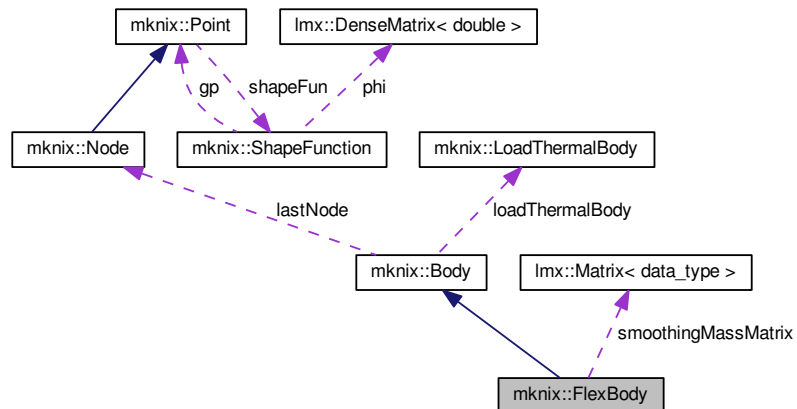 mknix::Point
lmx::DenseMatrix< double >
gp
shapeFun
phi
mknix::Node
mknix::ShapeFunction
mknix::LoadThermalBody
lastNode
loadThermalBody
mknix::Body
lmx::Matrix< data_type >
smoothingMassMatrix
mknix::FlexBody